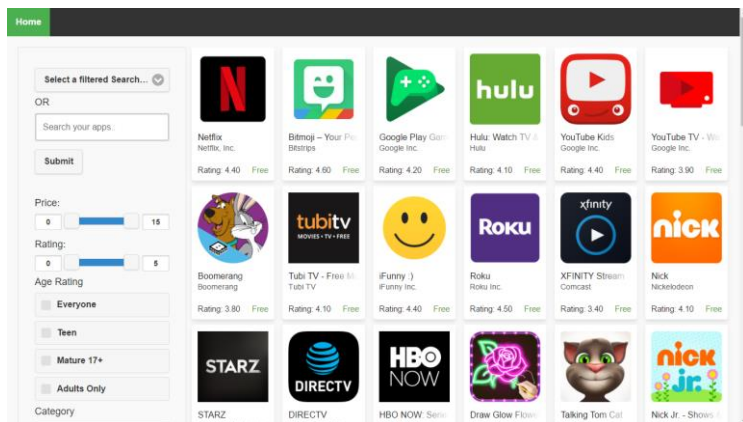 Home
Select a filtered Search...
OR
Search your apps.
Submit
Price:
0 15
Rating:
0 5
Age Rating
Everyone
Teen
Mature 17+
Adults Only
Category
N
hulu
Netflix
Netflix, Inc.
Rating: 4.40 Free
Bitmoji – Your Pe
Bitstrips
Rating: 4.60 Free
Google Play Gam
Google Inc.
Rating: 4.20 Free
Hulu: Watch TV &
Hulu
Rating: 4.10 Free
YouTube Kids
Google Inc.
Rating: 4.40 Free
YouTube TV - Wa
Google Inc.
Rating: 3.90 Free
tubitv
MOVIES • TV • FREE
ROKU
xfinity
nick
Boomerang
Boomerang
Rating: 3.80 Free
Tubi TV - Free M
Tubi TV
Rating: 4.10 Free
iFunny :)
iFunny Inc.
Rating: 4.40 Free
Roku
Roku Inc.
Rating: 4.50 Free
XFINITY Stream
Comcast
Rating: 3.40 Free
Nick
Nickelodeon
Rating: 4.10 Free
STARZ
DIRECTV
HBO
NOW
nick
jr.
STARZ
DIRECTV
HBO NOW: Serie
Draw Glow Flowe
Talking Tom Cat
Nick Jr. - Shows &